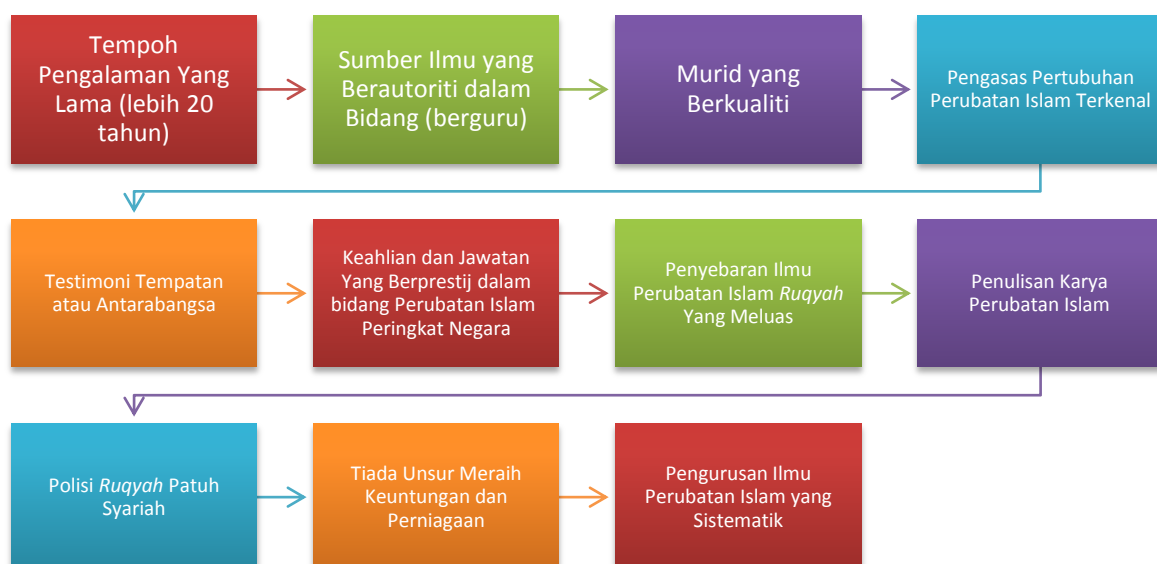 Tempoh
Pengalaman Yang
Lama (lebih 20
tahun)
Sumber Ilmu yang
Berautoriti dalam
Bidang (berguru)
Murid yang
Berkualiti
Pengasas Pertubuhan
Perubatan Islam Terkenal
Testimoni Tempatan
atau Antarabangsa
Keahlian dan Jawatan
Yang Berprestij dalam
bidang Perubatan Islam
Peringkat Negara
Penyebaran Ilmu
Perubatan Islam Ruqyah
Yang Meluas
Penulisan Karya
Perubatan Islam
Polisi Ruqyah Patuh
Syariah
Tiada Unsur Meraih
Keuntungan dan
Perniagaan
Pengurusan Ilmu
Perubatan Islam yang
Sistematik